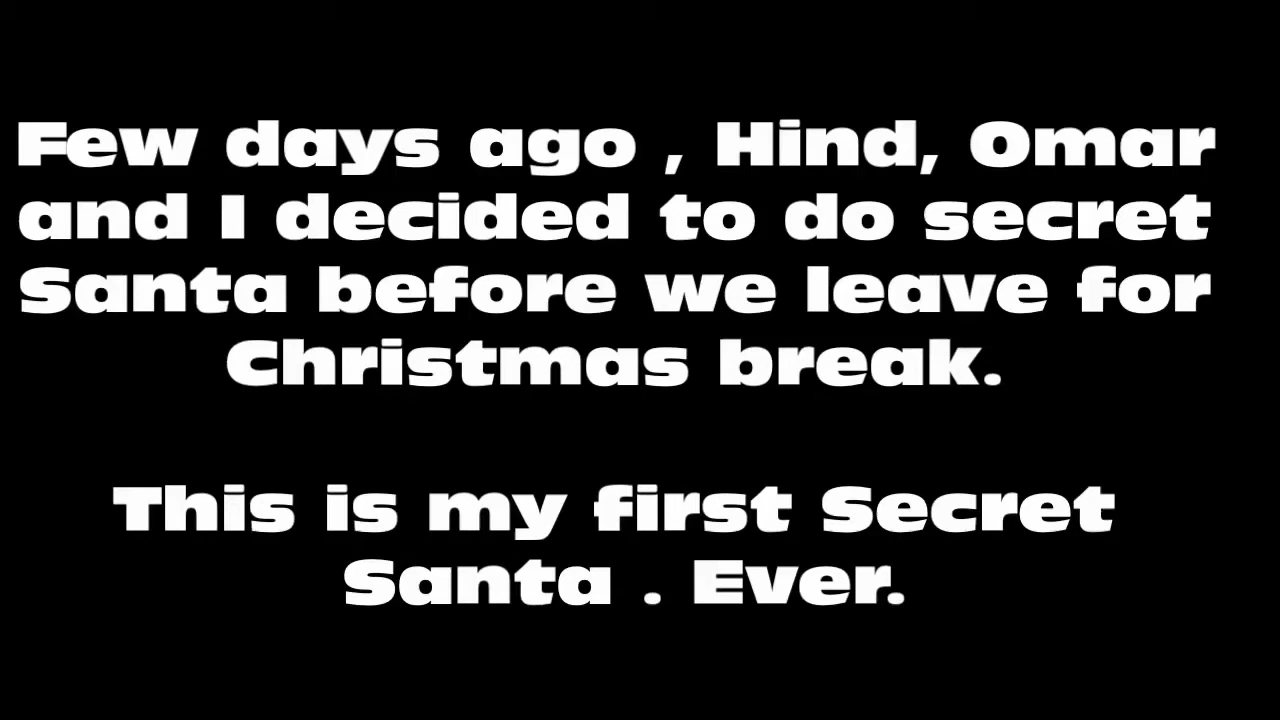 Few days ago , Hind, Omar
and I decided to do secret
Santa before we leave for
Christmas break.
This is my first Secret
Santa . Ever.